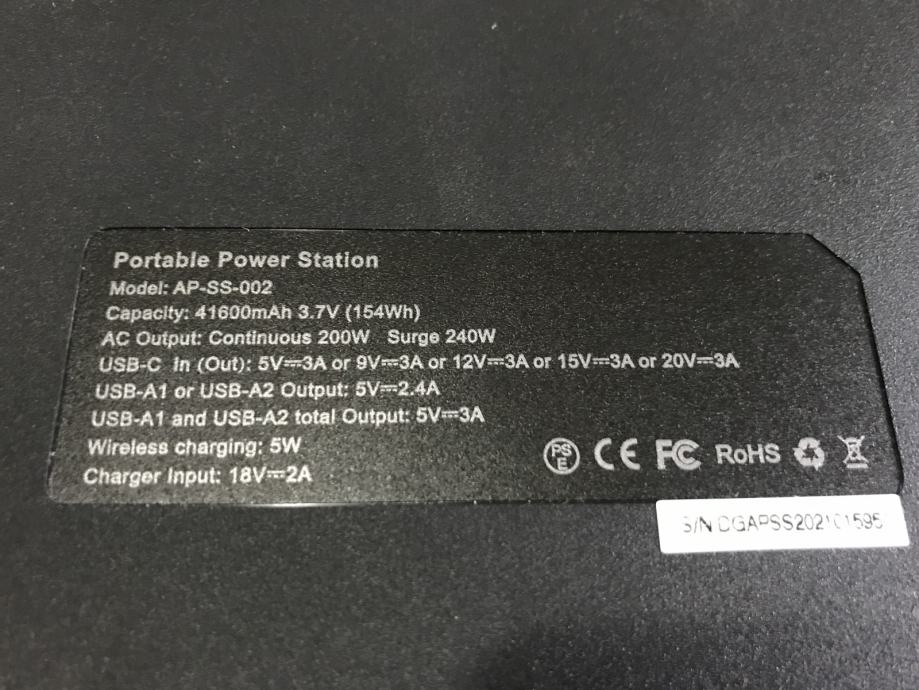 Portable Power Station
Model: AP-SS-002
Capacity: 41600mAh 3.7V (154Wh)
AC Output: Continuous 200W Surge 240W
USB-C In (Out): 5V⎓3A or 9V⎓3A or 12V⎓3A or 15V⎓3A or 20V⎓3A
USB-A1 or USB-A2 Output: 5V⎓2.4A
USB-A1 and USB-A2 total Output: 5V⎓3A
Wireless charging: 5W
Charger Input: 18V⎓2A
PS E CE FC RoHS
S/N